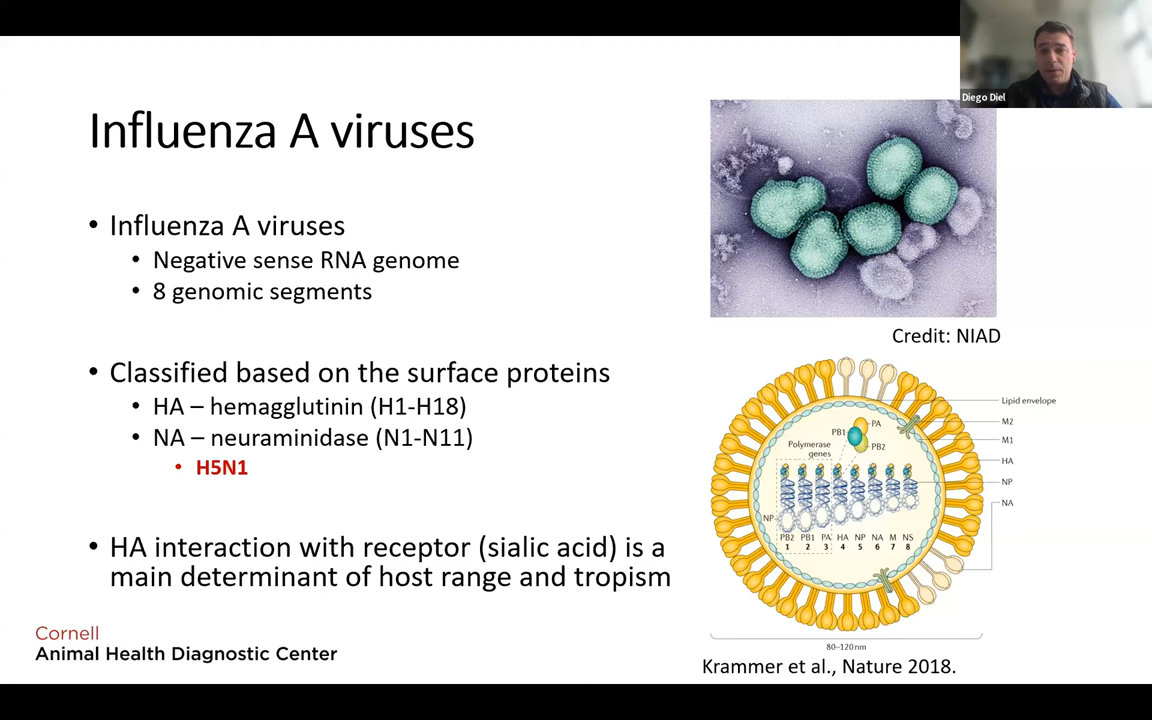 Diego Diel
Influenza A viruses
• Influenza A viruses
• Negative sense RNA genome
• 8 genomic segments
• Classified based on the surface proteins
• HA – hemagglutinin (H1-H18)
• NA – neuraminidase (N1-N11)
• H5N1
• HA interaction with receptor (sialic acid) is a
main determinant of host range and tropism
Cornell
Animal Health Diagnostic Center
Credit: NIAD
Lipid envelope
M2
M1
HA
NP
NA
PB1
PA
PB2
Polymerase
genes
NP
PB2 PB1 PA HA NP NA M NS
1 2 3 4 5 6 7 8
80–120 nm
Krammer et al., Nature 2018.